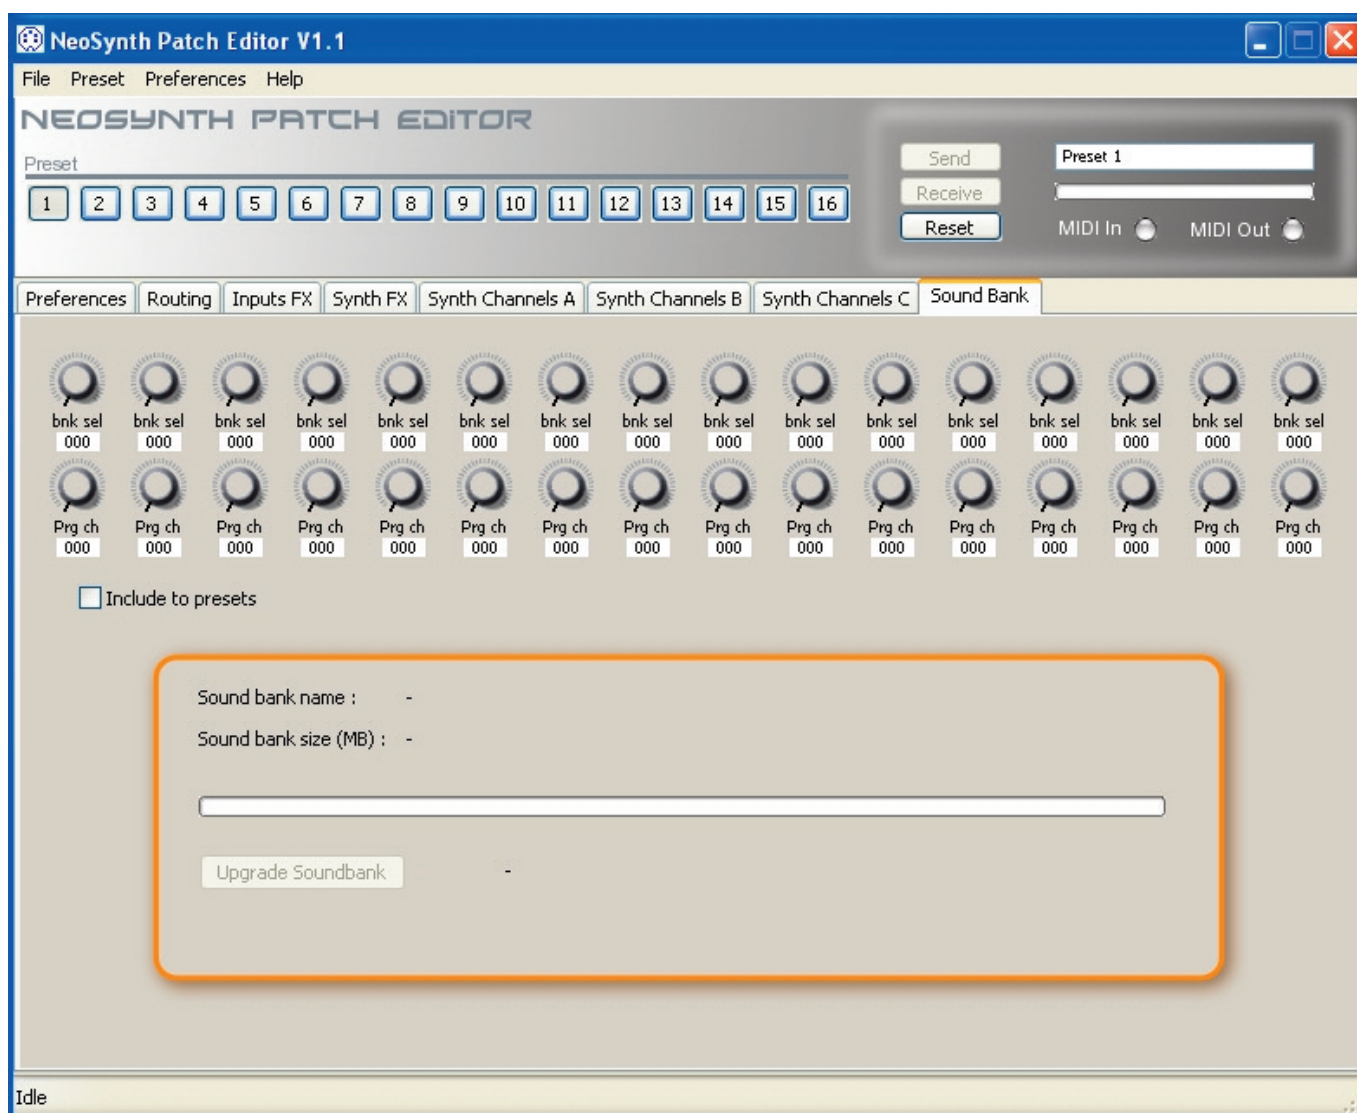 NeoSynth Patch Editor V1.1
File Preset Preferences Help
NEOSYNTH PATCH EDITOR
Preset
1 2 3 4 5 6 7 8 9 10 11 12 13 14 15 16
Send
Receive
Reset
Preset 1
MIDI In MIDI Out
Preferences Routing Inputs FX Synth FX Synth Channels A Synth Channels B Synth Channels C Sound Bank
bnk sel bnk sel bnk sel bnk sel bnk sel bnk sel bnk sel bnk sel bnk sel bnk sel bnk sel bnk sel bnk sel bnk sel bnk sel bnk sel
000 000 000 000 000 000 000 000 000 000 000 000 000 000 000 000
Prg ch Prg ch Prg ch Prg ch Prg ch Prg ch Prg ch Prg ch Prg ch Prg ch Prg ch Prg ch Prg ch Prg ch Prg ch Prg ch
000 000 000 000 000 000 000 000 000 000 000 000 000 000 000 000
Include to presets
Sound bank name : -
Sound bank size (MB) : -
Upgrade Soundbank -
Idle